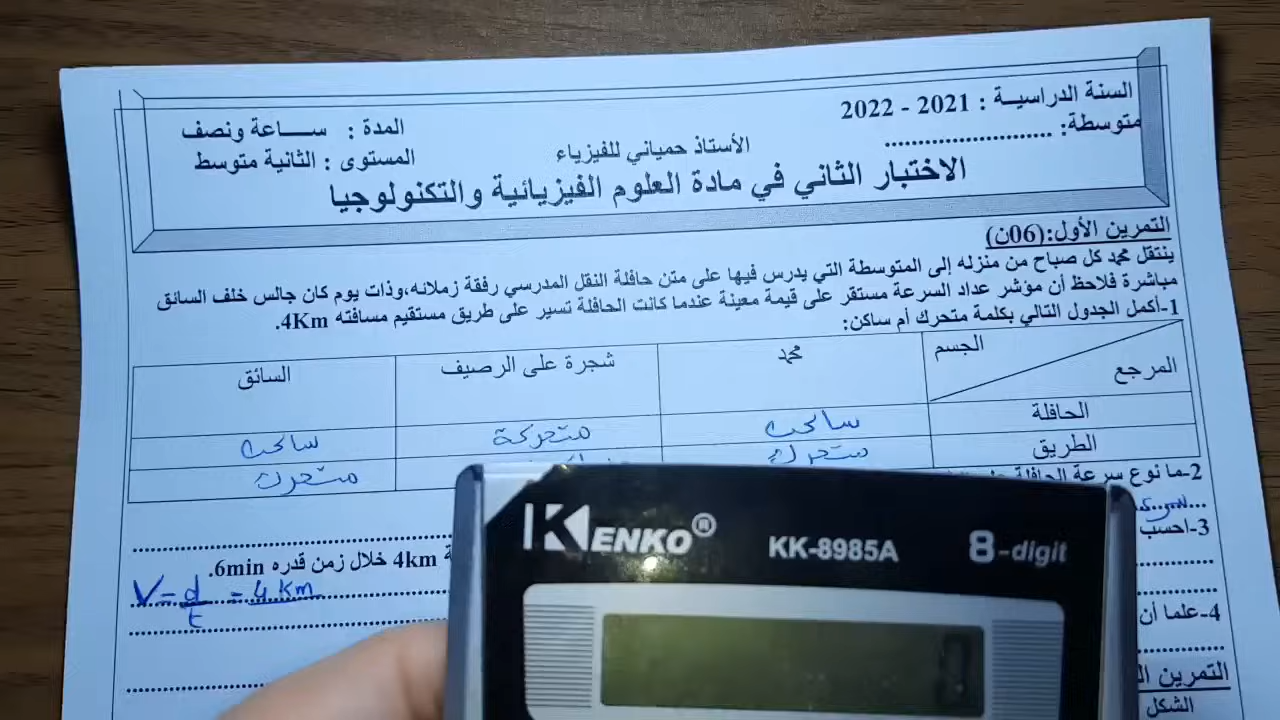 السنة الدراسية : 2021 - 2022
متوسطة: ........................
المدة : ساعة ونصف
الأستاذ حمياني للفيزياء
المستوى : الثانية متوسط
الاختبار الثاني في مادة العلوم الفيزيائية والتكنولوجيا
التمرين الأول:(06ن)
ينتقل محمد كل صباح من منزله إلى المتوسطة التي يدرس فيها على متن حافلة النقل المدرسي رفقة زملائه،وذات يوم كان جالس خلف السائق
مباشرة فلاحظ أن مؤشر عداد السرعة مستقر على قيمة معينة عندما كانت الحافلة تسير على طريق مستقيم مسافته 4Km.
1-أكمل الجدول التالي بكلمة متحرك أم ساكن:
الجسم
المرجع
محمد
شجرة على الرصيف
السائق
الحافلة
ساكن
متحركة
ساكن
الطريق
متحرك
متحرك
2-ما نوع سرعة الحافلة
3-احسب
4km خلال زمن قدره 6min.
V = d/t = 4 Km
4-علما أن
التمرين
الشكل
KENKO®
KK-8985A
8-digit